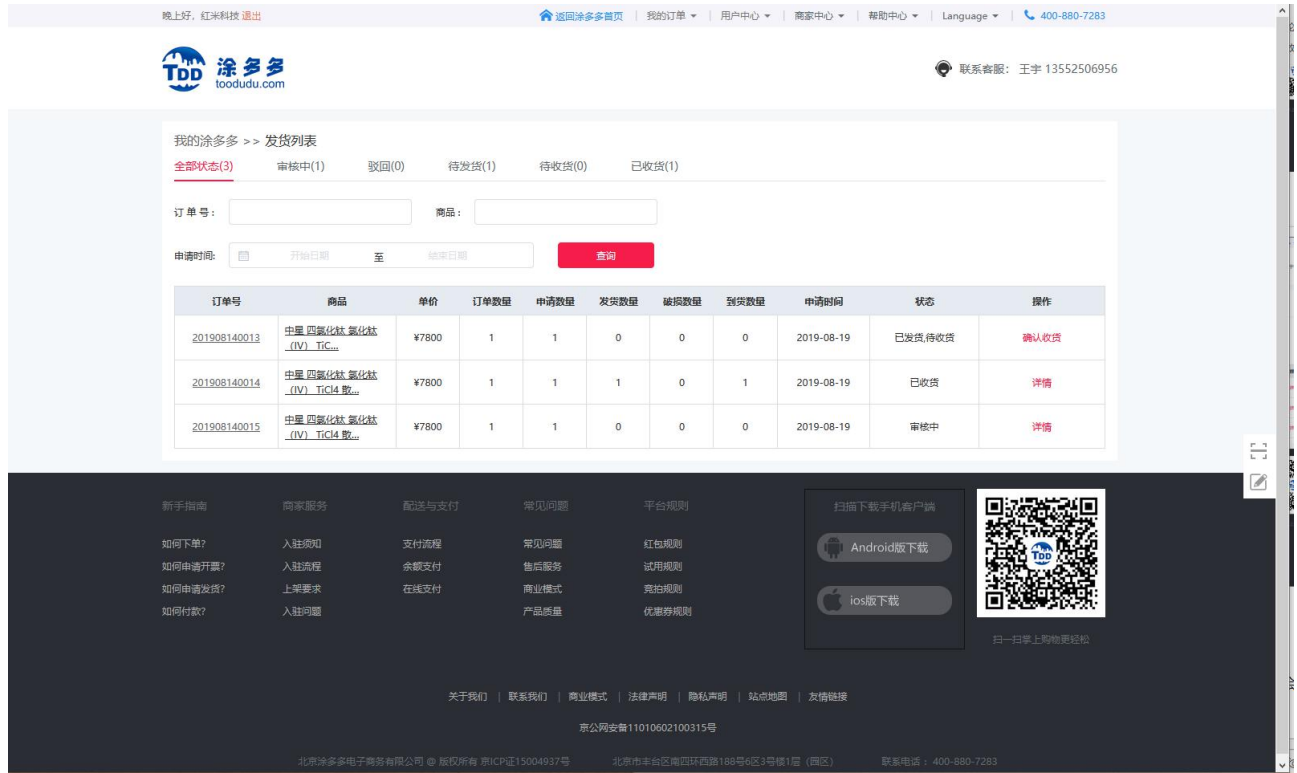 晚上好，红米科技 退出
返回涂多多首页 | 我的订单 | 用户中心 | 商家中心 | 帮助中心 | Language | 400-880-7283
TDD 涂多多
toodudu.com
联系客服： 王宇 13552506956
我的涂多多 >> 发货列表
全部状态(3) 审核中(1) 驳回(0) 待发货(1) 待收货(0) 已收货(1)
订 单 号： 商品：
申请时间: 开始日期 至 结束日期 查询
订单号 商品 单价 订单数量 申请数量 发货数量 破损数量 到货数量 申请时间 状态 操作
201908140013 中星 四氯化钛 氯化钛（IV） TiC... ¥7800 1 1 0 0 0 2019-08-19 已发货,待收货 确认收货
201908140014 中星 四氯化钛 氯化钛（IV） TiCl4 散... ¥7800 1 1 1 0 1 2019-08-19 已收货 详情
201908140015 中星 四氯化钛 氯化钛（IV） TiCl4 散... ¥7800 1 1 0 0 0 2019-08-19 审核中 详情
新手指南 商家服务 配送与支付 常见问题 平台规则 扫描下载手机客户端
如何下单? 入驻须知 支付流程 常见问题 红包规则 Android版下载
如何申请开票? 入驻流程 余额支付 售后服务 试用规则
如何申请发货? 上架要求 在线支付 商业模式 竞拍规则 ios版下载
如何付款? 入驻问题 产品质量 优惠券规则
TDD
扫一扫掌上购物更轻松
关于我们 | 联系我们 | 商业模式 | 法律声明 | 隐私声明 | 站点地图 | 友情链接
京公网安备11010602100315号
北京涂多多电子商务有限公司 @ 版权所有 京ICP证15004937号 北京市丰台区南四环西路188号6区3号楼1层（园区） 联系电话 : 400-880-7283